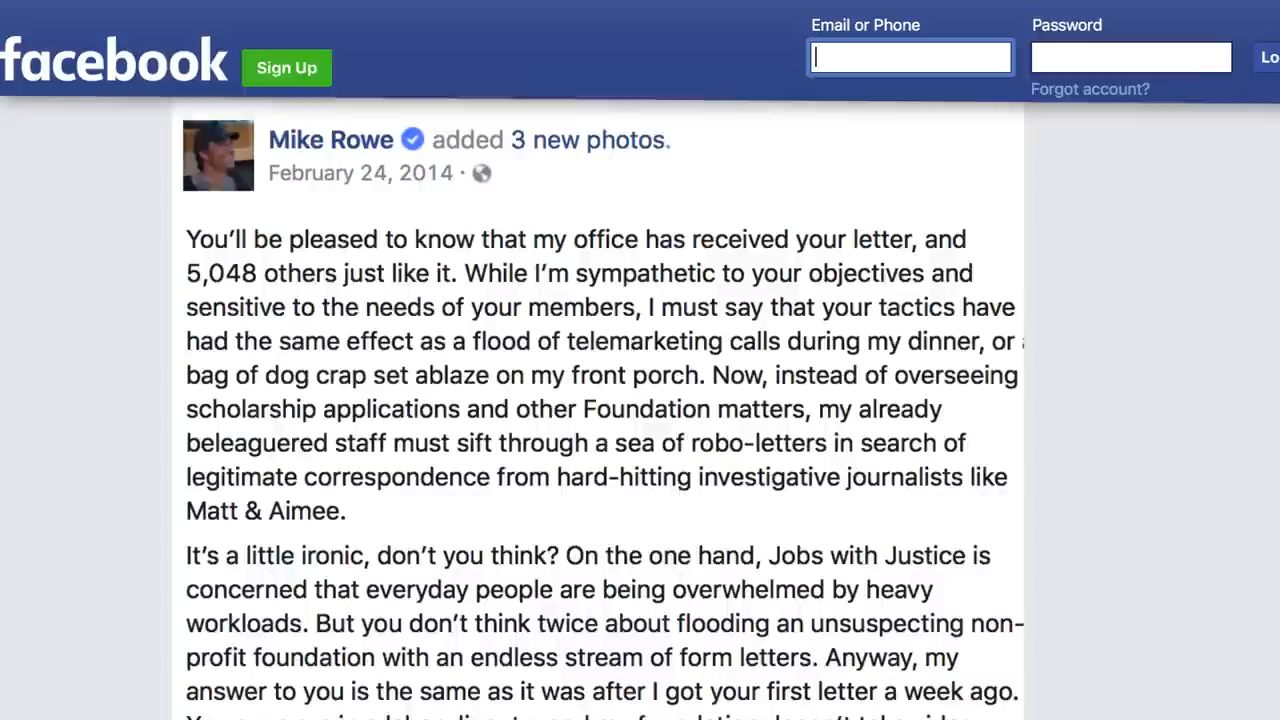 Email or Phone
Password
facebook
Sign Up
Forgot account?
Mike Rowe added 3 new photos.
February 24, 2014 ·
You’ll be pleased to know that my office has received your letter, and
5,048 others just like it. While I’m sympathetic to your objectives and
sensitive to the needs of your members, I must say that your tactics have
had the same effect as a flood of telemarketing calls during my dinner, or
bag of dog crap set ablaze on my front porch. Now, instead of overseeing
scholarship applications and other Foundation matters, my already
beleaguered staff must sift through a sea of robo-letters in search of
legitimate correspondence from hard-hitting investigative journalists like
Matt & Aimee.
It’s a little ironic, don’t you think? On the one hand, Jobs with Justice is
concerned that everyday people are being overwhelmed by heavy
workloads. But you don’t think twice about flooding an unsuspecting non-
profit foundation with an endless stream of form letters. Anyway, my
answer to you is the same as it was after I got your first letter a week ago.